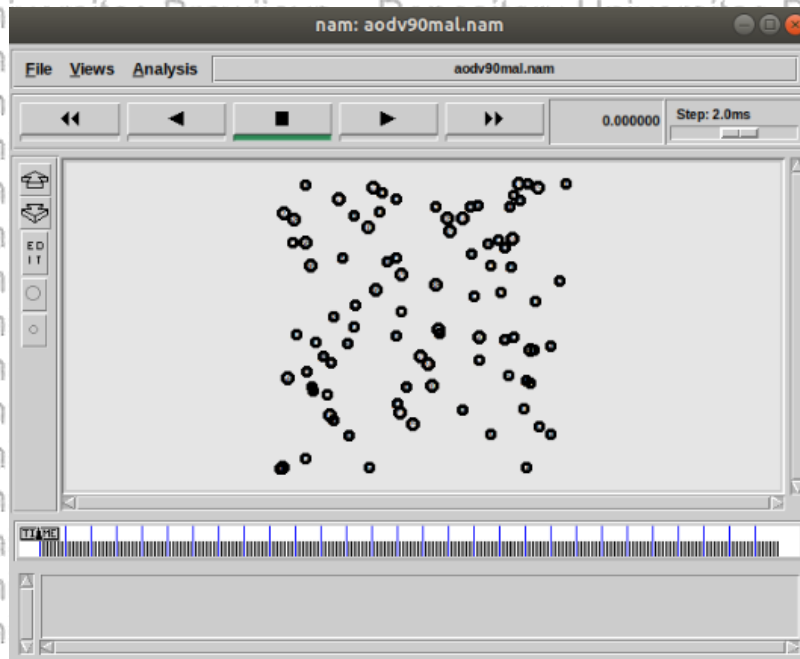 nam: aodv90mal.nam
File Views Analysis aodv90mal.nam
0.000000 Step: 2.0ms
ED
IT
TIME